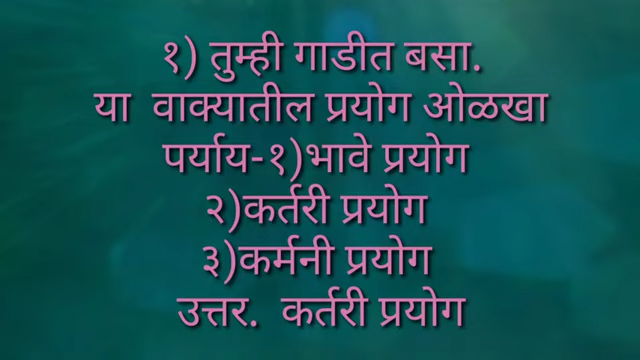 १) तुम्ही गाडीत बसा.
या वाक्यातील प्रयोग ओळखा
पर्याय-१)भावे प्रयोग
२)कर्तरी प्रयोग
३)कर्मनी प्रयोग
उत्तर. कर्तरी प्रयोग